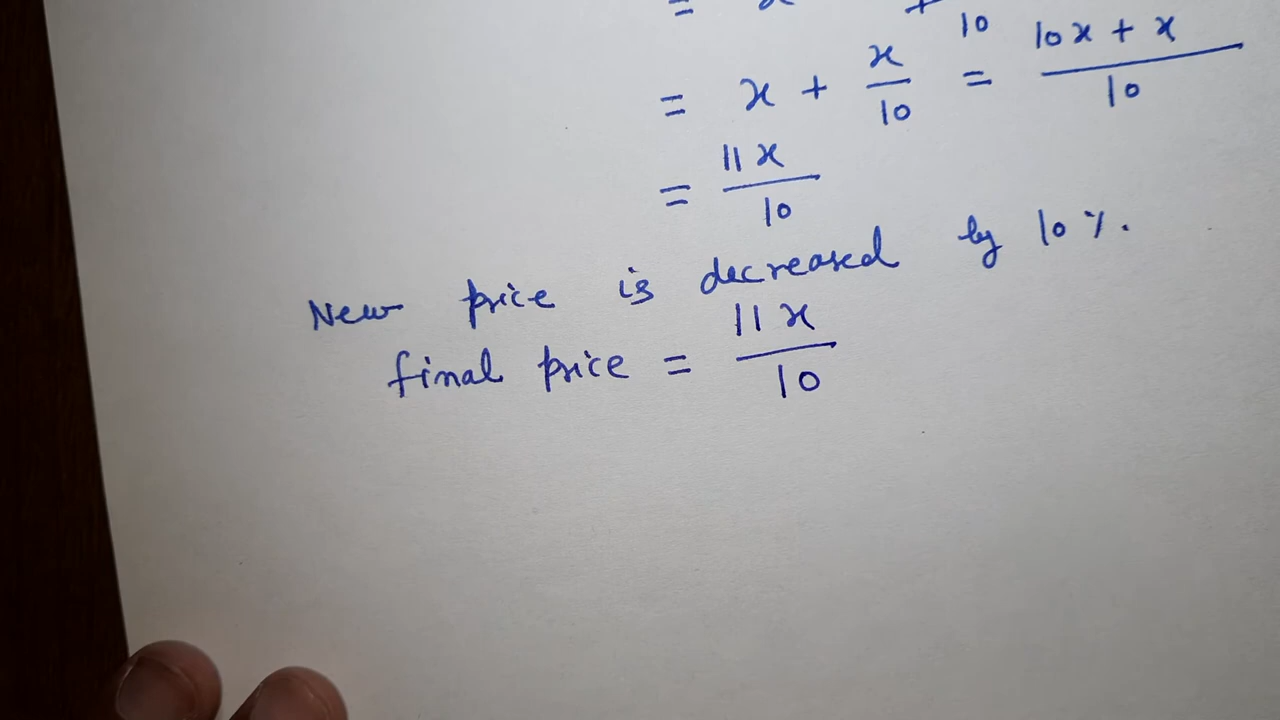 = x + x/10 = (10x + x)/10
= 11x/10
New price is decreased by 10%.
final price = 11x/10